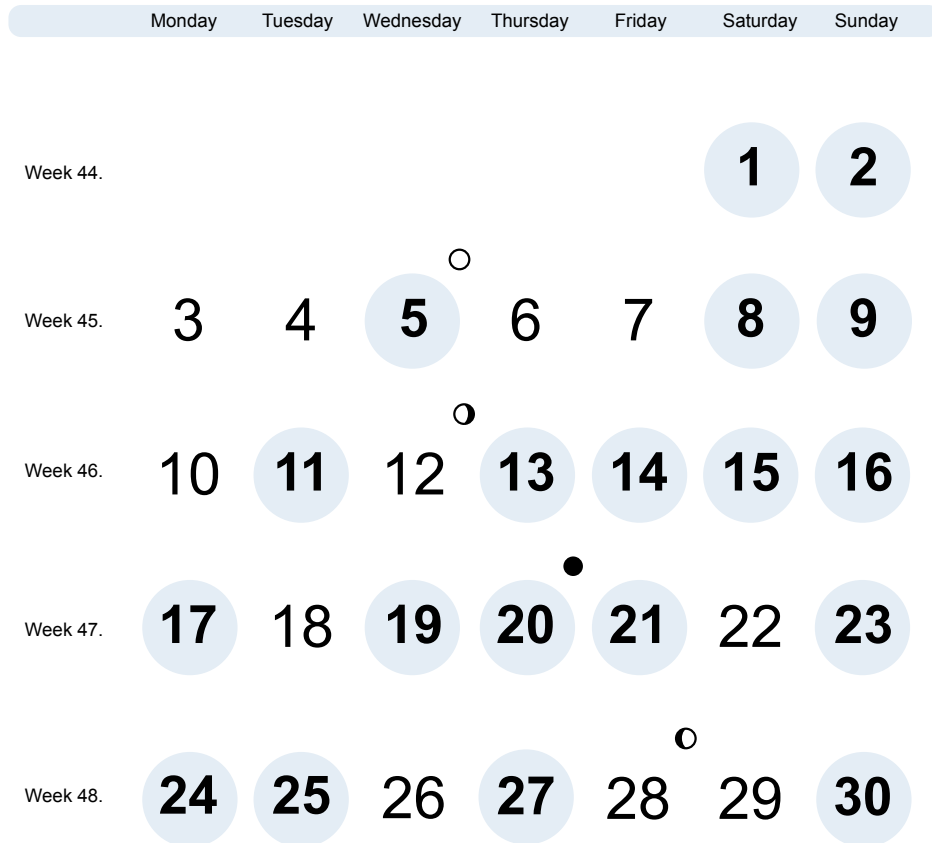 Monday Tuesday Wednesday Thursday Friday Saturday Sunday
Week 44. 1 2
Week 45. 3 4 5 6 7 8 9
Week 46. 10 11 12 13 14 15 16
Week 47. 17 18 19 20 21 22 23
Week 48. 24 25 26 27 28 29 30